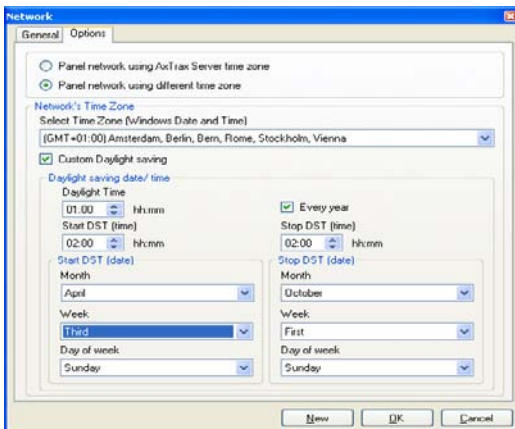 Network
General Options
Panel network using AxTrax Server time zone
Panel network using different time zone
Network's Time Zone
Select Time Zone (Windows Date and Time)
(GMT+01:00) Amsterdam, Berlin, Bern, Rome, Stockholm, Vienna
Custom Daylight saving
Daylight saving date/ time
Daylight Time
01:00 hh:mm Every year
Start DST (time) Stop DST (time)
02:00 hh:mm 02:00 hh:mm
Start DST (date) Stop DST (date)
Month Month
April October
Week Week
Third First
Day of week Day of week
Sunday Sunday
New OK Cancel